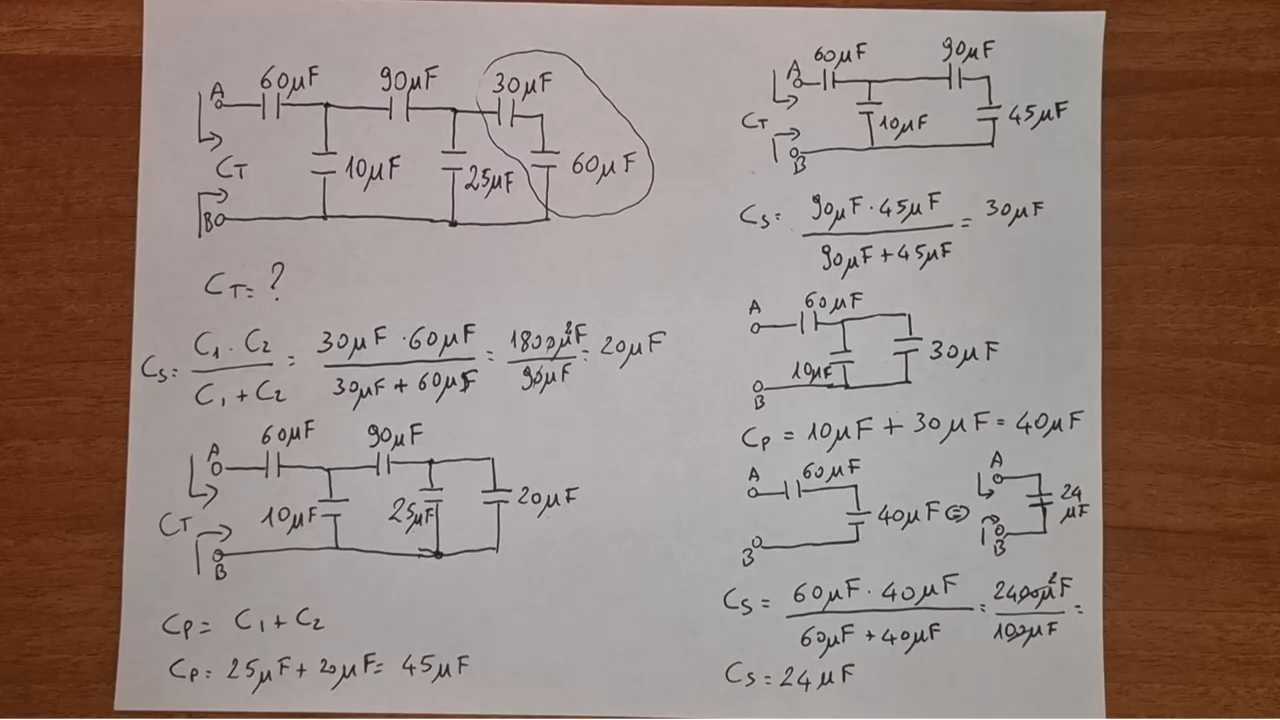 60μF 90μF 30μF
A
CT 10μF 25μF 60μF
B
CT = ?
Cs = C1 . C2 / C1 + C2 = 30μF · 60μF / 30μF + 60μF = 1800μ²F / 90μF = 20μF
60μF 90μF
A
10μF 25μF 20μF
CT
B
Cp = C1 + C2
Cp = 25μF + 20μF = 45μF
60μF 90μF
A
CT 10μF 45μF
B
Cs = 90μF · 45μF / 90μF + 45μF = 30μF
A 60μF
10μF 30μF
B
Cp = 10μF + 30μF = 40μF
A 60μF A
40μF ⇔ 24 μF
B B
Cs = 60μF · 40μF / 60μF + 40μF = 2400μ²F / 100μF =
Cs = 24μF